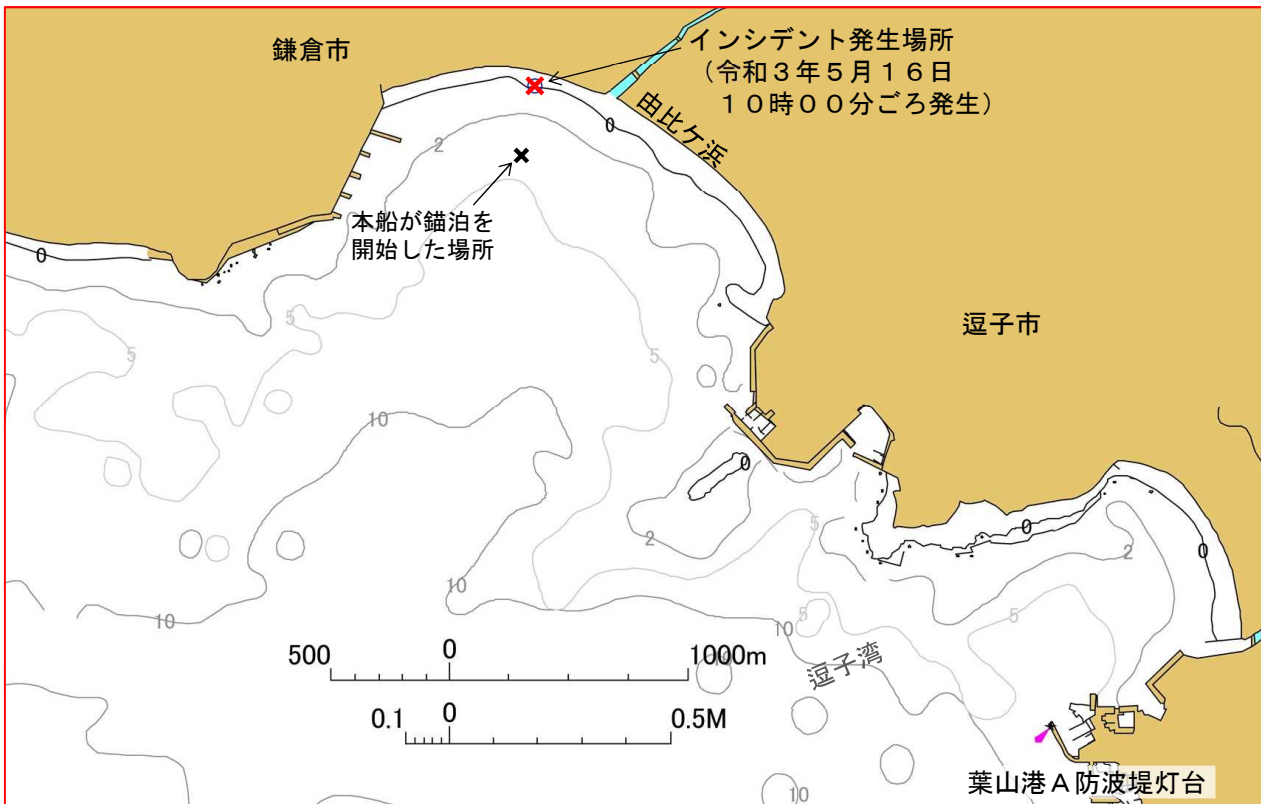 鎌倉市
インシデント発生場所
（令和３年５月１６日
１０時００分ごろ発生）
由比ケ浜
0
2
本船が錨泊を
開始した場所
0
5
5
5
逗子市
10
0
2
5
0
2
0
10
10
5
5
10
500
0
1000m
10
逗子湾
0.1
0
0.5M
葉山港Ａ防波堤灯台
10